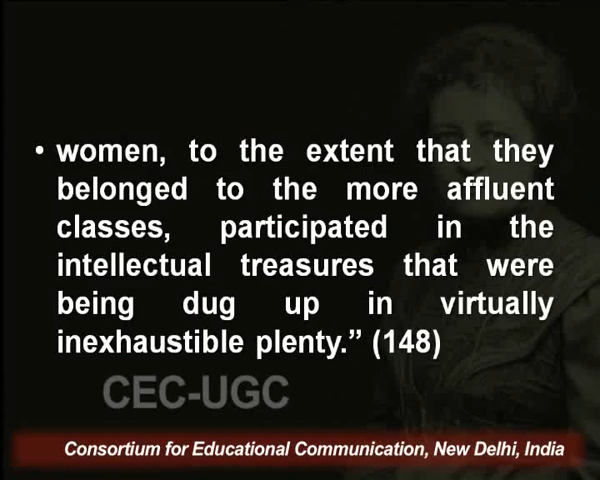 • women, to the extent that they
belonged to the more affluent
classes, participated in the
intellectual treasures that were
being dug up in virtually
inexhaustible plenty.” (148)
CEC-UGC
Consortium for Educational Communication, New Delhi, India